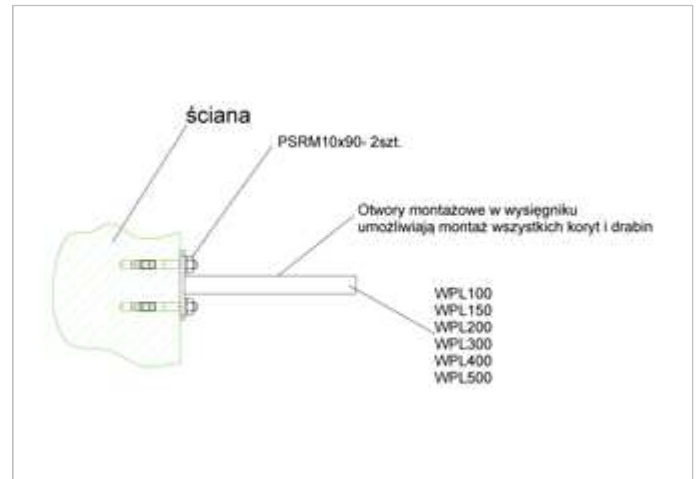 ściana
PSRM10x90- 2szt.
Otwory montażowe w wysięgniku
umożliwiają montaż wszystkich koryt i drabin
WPL100
WPL150
WPL200
WPL300
WPL400
WPL500